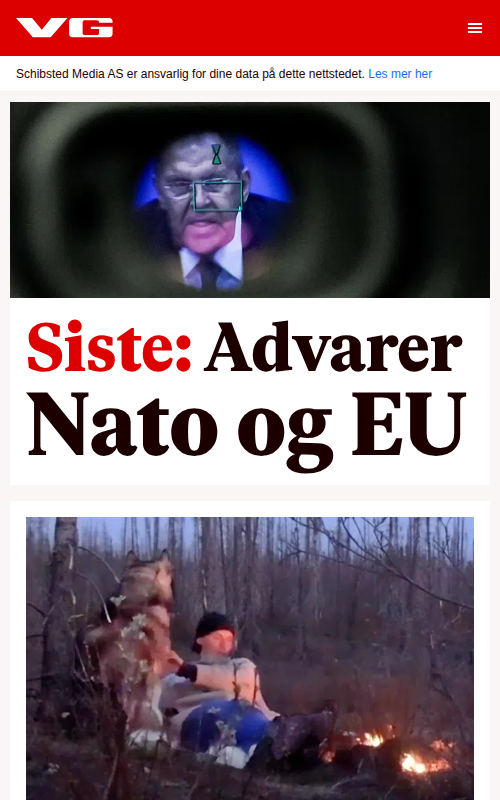 VG
Schibsted Media AS er ansvarlig for dine data på dette nettstedet. Les mer her
Siste: Advarer
Nato og EU